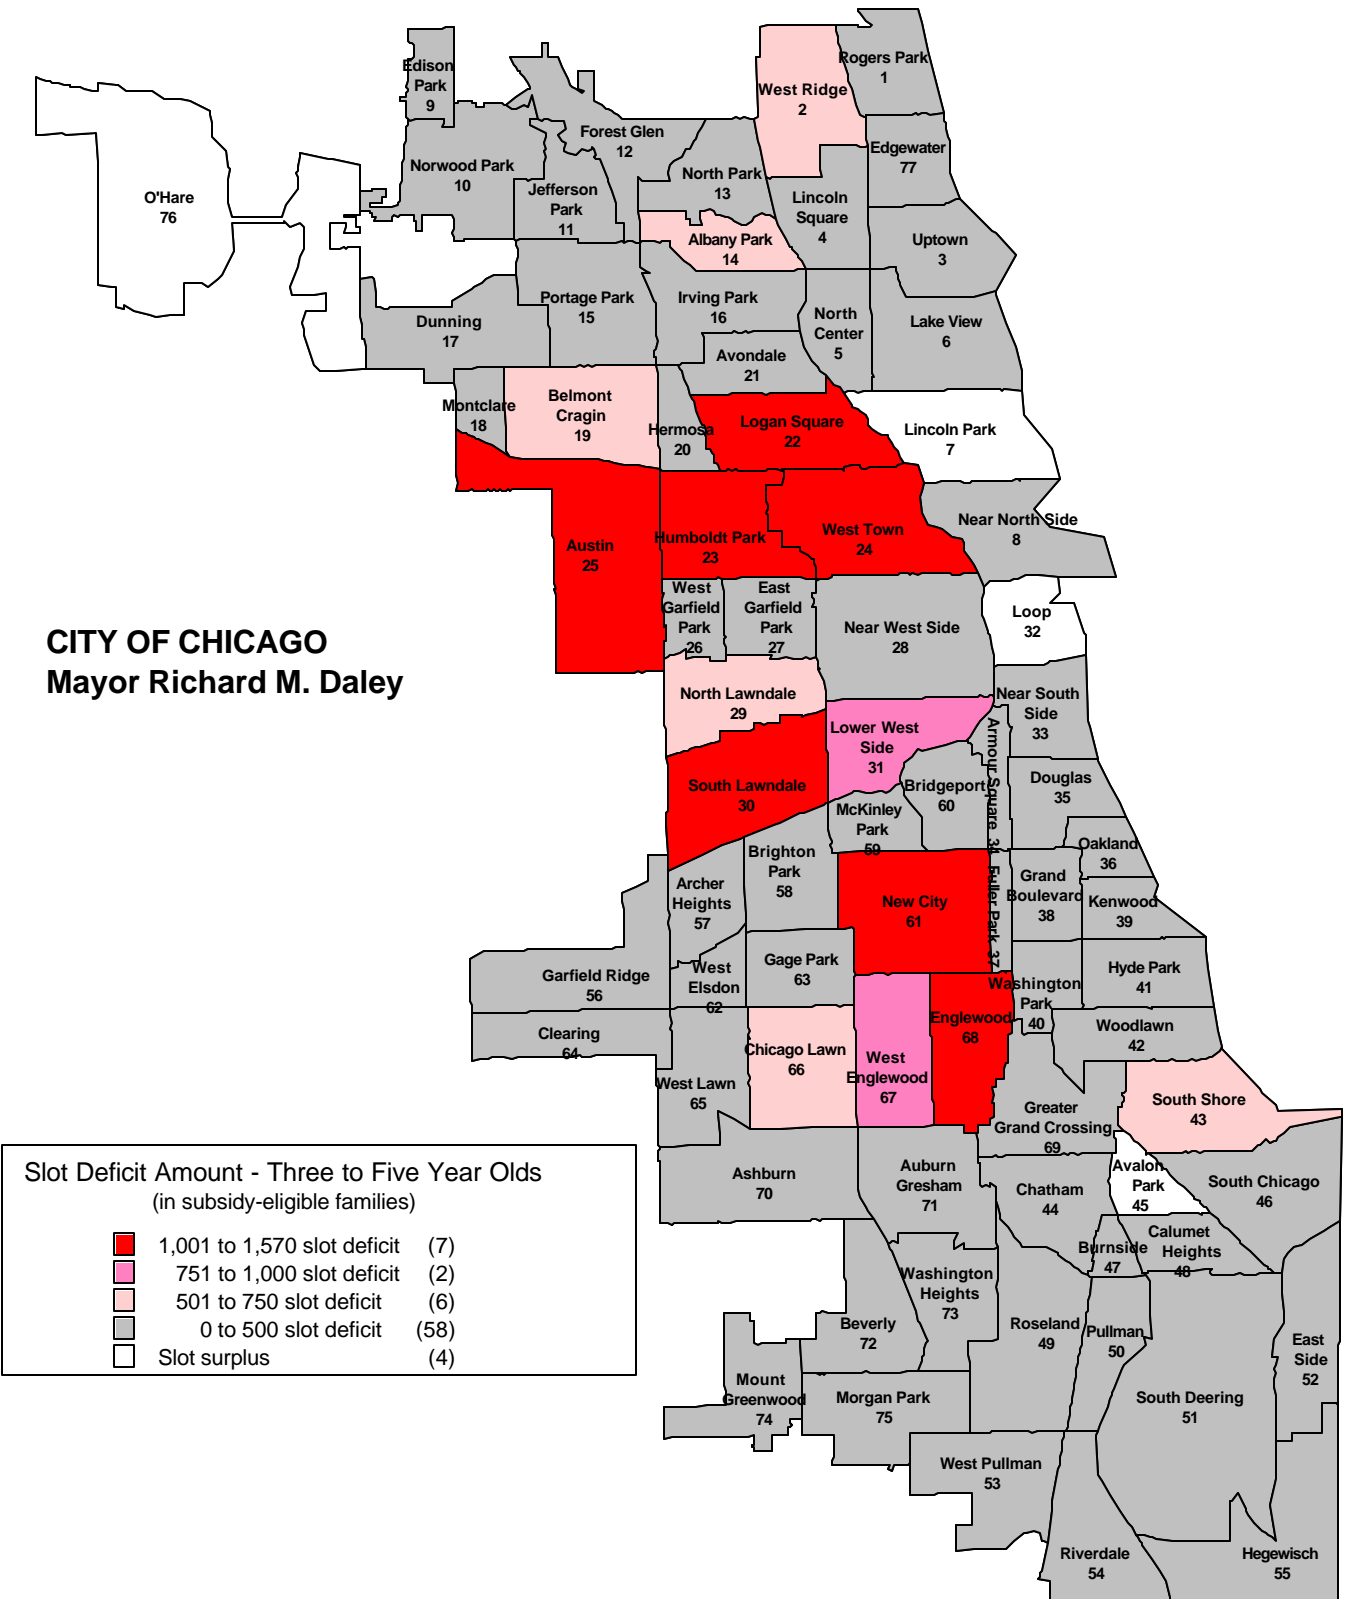 Rogers Park
1
Edison
Park
9
West Ridge
2
Forest Glen
12
Edgewater
77
Norwood Park
10
North Park
13
Jefferson
Park
11
O'Hare
76
Lincoln
Square
4
Albany Park
14
Uptown
3
Portage Park
15
Irving Park
16
North
Center
5
Dunning
17
Lake View
6
Avondale
21
Montclare
18
Belmont
Cragin
19
Hermosa
20
Logan Square
22
Lincoln Park
7
Near North Side
8
Austin
25
Humboldt Park
23
West Town
24
West
Garfield
Park
26
East
Garfield
Park
27
Near West Side
28
Loop
32
CITY OF CHICAGO
Mayor Richard M. Daley
North Lawndale
29
Near South
Side
33
Lower West
Side
31
Armour Square 34
South Lawndale
30
Bridgeport
60
Douglas
35
McKinley
Park
59
Oakland
36
Brighton
Park
58
Archer
Heights
57
New City
61
Fuller Park 37
Grand
Boulevard
38
Kenwood
39
Garfield Ridge
56
West
Elsdon
62
Gage Park
63
Washington
Park
40
Hyde Park
41
Clearing
64
Englewood
68
Woodlawn
42
Chicago Lawn
66
West
Englewood
67
West Lawn
65
South Shore
43
Greater
Grand Crossing
69
Ashburn
70
Auburn
Gresham
71
Chatham
44
Avalon
Park
45
South Chicago
46
Burnside
47
Calumet
Heights
48
Washington
Heights
73
Beverly
72
Roseland
49
Pullman
50
East
Side
52
Mount
Greenwood
74
Morgan Park
75
South Deering
51
West Pullman
53
Riverdale
54
Hegewisch
55
Slot Deficit Amount - Three to Five Year Olds
(in subsidy-eligible families)
1,001 to 1,570 slot deficit (7)
751 to 1,000 slot deficit (2)
501 to 750 slot deficit (6)
0 to 500 slot deficit (58)
Slot surplus (4)